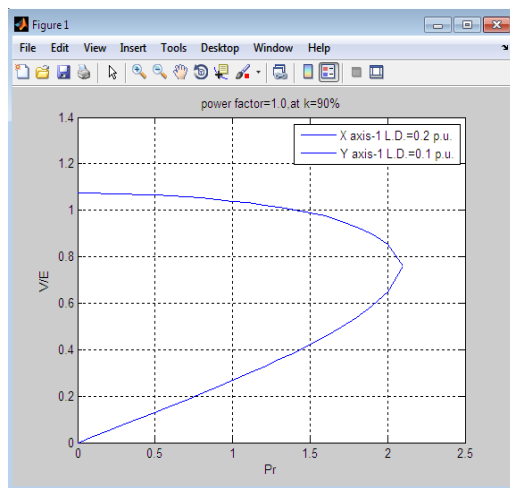 Figure 1
File Edit View Insert Tools Desktop Window Help
power factor=1.0,at k=90%
X axis-1 L.D.=0.2 p.u.
Y axis-1 L.D.=0.1 p.u.
1.4
1.2
1
0.8
0.6
0.4
0.2
0
V/E
0 0.5 1 1.5 2 2.5
Pr